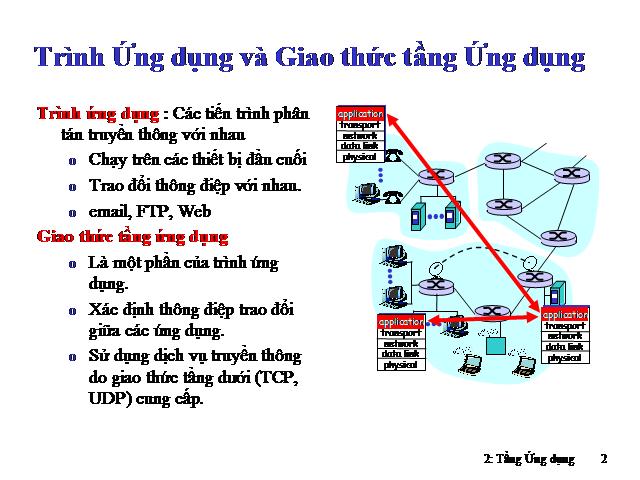 Trình Ứng dụng và Giao thức tầng Ứng dụng
Trình ứng dụng : Các tiến trình phân
tán truyền thông với nhau
o Chạy trên các thiết bị đầu cuối
o Trao đổi thông điệp với nhau.
o email, FTP, Web
Giao thức tầng ứng dụng
o Là một phần của trình ứng
dụng.
o Xác định thông điệp trao đổi
giữa các ứng dụng.
o Sử dụng dịch vụ truyền thông
do giao thức tầng dưới (TCP,
UDP) cung cấp.
application
transport
network
data link
physical
application
transport
network
data link
physical
application
transport
network
data link
physical
2: Tầng Ứng dụng 2